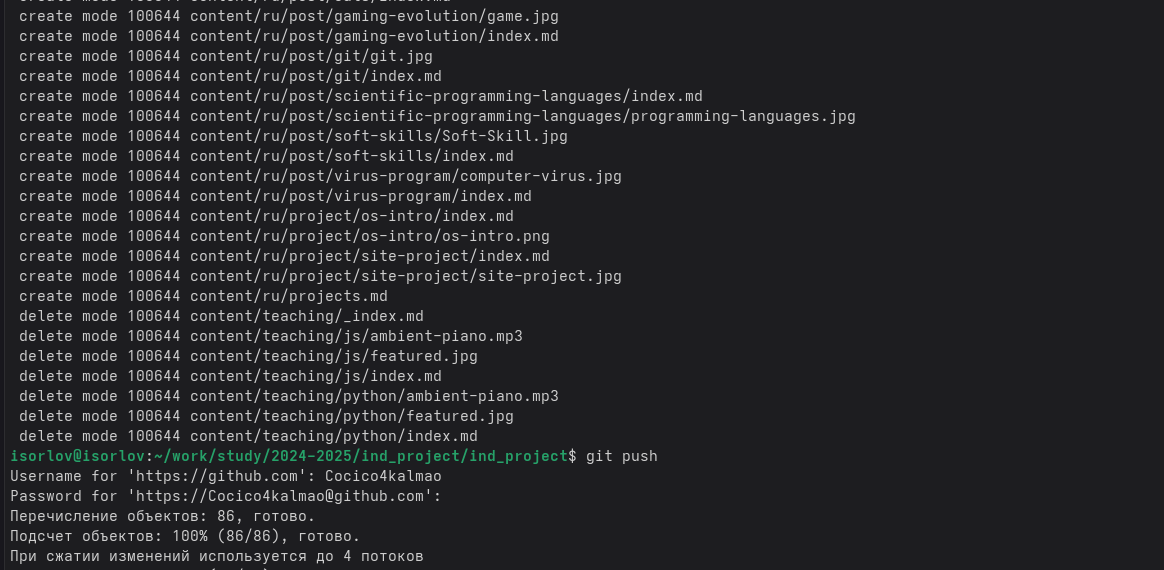 create mode 100644 content/ru/post/gaming-evolution/game.jpg
create mode 100644 content/ru/post/gaming-evolution/index.md
create mode 100644 content/ru/post/git/git.jpg
create mode 100644 content/ru/post/git/index.md
create mode 100644 content/ru/post/scientific-programming-languages/index.md
create mode 100644 content/ru/post/scientific-programming-languages/programming-languages.jpg
create mode 100644 content/ru/post/soft-skills/Soft-Skill.jpg
create mode 100644 content/ru/post/soft-skills/index.md
create mode 100644 content/ru/post/virus-program/computer-virus.jpg
create mode 100644 content/ru/post/virus-program/index.md
create mode 100644 content/ru/project/os-intro/index.md
create mode 100644 content/ru/project/os-intro/os-intro.png
create mode 100644 content/ru/project/site-project/index.md
create mode 100644 content/ru/project/site-project/site-project.jpg
create mode 100644 content/ru/projects.md
delete mode 100644 content/teaching/_index.md
delete mode 100644 content/teaching/js/ambient-piano.mp3
delete mode 100644 content/teaching/js/featured.jpg
delete mode 100644 content/teaching/js/index.md
delete mode 100644 content/teaching/python/ambient-piano.mp3
delete mode 100644 content/teaching/python/featured.jpg
delete mode 100644 content/teaching/python/index.md
isorlov@isorlov:~/work/study/2024-2025/ind_project/ind_project$ git push
Username for 'https://github.com': Cocico4kalmao
Password for 'https://Cocico4kalmao@github.com':
Перечисление объектов: 86, готово.
Подсчет объектов: 100% (86/86), готово.
При сжатии изменений используется до 4 потоков